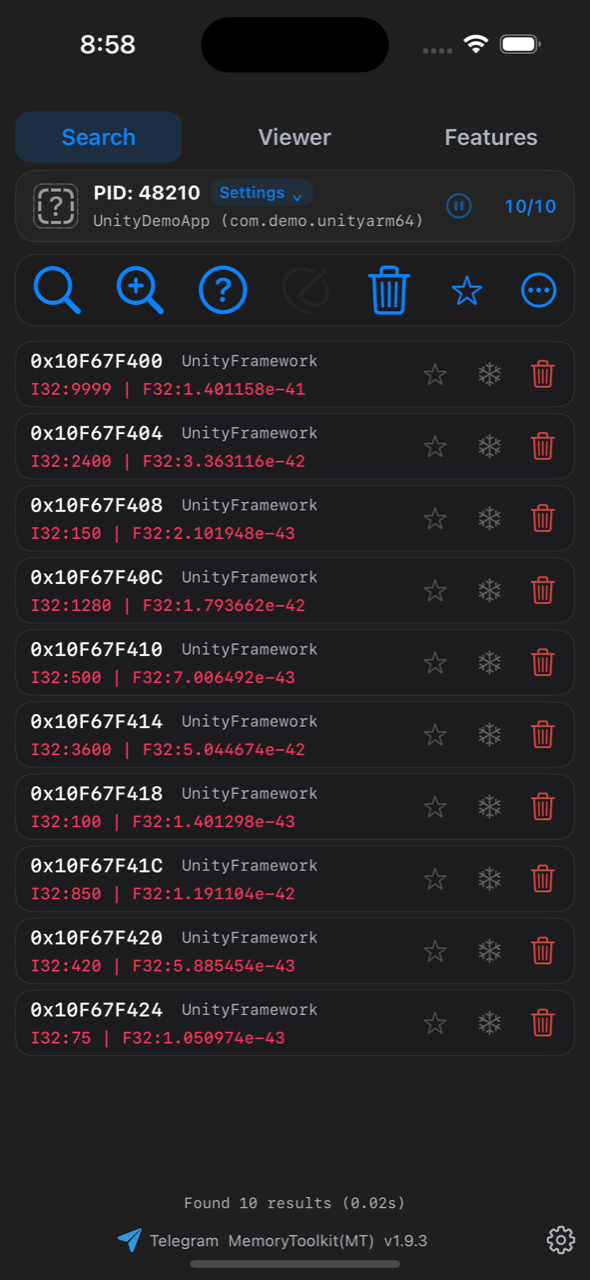 8:58
Search Viewer Features
PID: 48210 Settings
UnityDemoApp (com.demo.unityarm64)
10/10
0x10F67F400 UnityFramework
I32:9999 | F32:1.401158e-41
0x10F67F404 UnityFramework
I32:2400 | F32:3.363116e-42
0x10F67F408 UnityFramework
I32:150 | F32:2.101948e-43
0x10F67F40C UnityFramework
I32:1280 | F32:1.793662e-42
0x10F67F410 UnityFramework
I32:500 | F32:7.006492e-43
0x10F67F414 UnityFramework
I32:3600 | F32:5.044674e-42
0x10F67F418 UnityFramework
I32:100 | F32:1.401298e-43
0x10F67F41C UnityFramework
I32:850 | F32:1.191104e-42
0x10F67F420 UnityFramework
I32:420 | F32:5.885454e-43
0x10F67F424 UnityFramework
I32:75 | F32:1.050974e-43
Found 10 results (0.02s)
Telegram MemoryToolkit(MT) v1.9.3